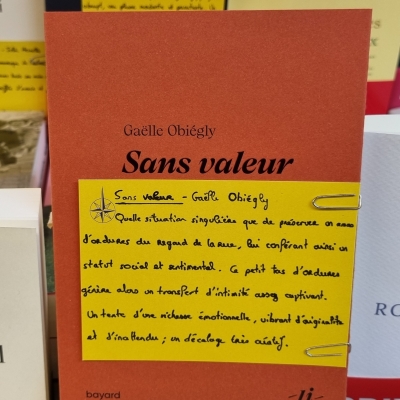 Gaëlle Obiégly
Sans valeur
Sans valeur - Gaëlle Obiégly
Quelle situation singulière que de préserver un amas
d'ordures du regard de la rue, lui conférant ainsi un
statut social et sentimental. Ce petit tas d'ordures
génère alors un transfert d'intimité assez captivant.
Un texte d'une richesse émotionnelle, vibrant d'originalité
et d'inattendu ; un décalage très créatif.
bayard